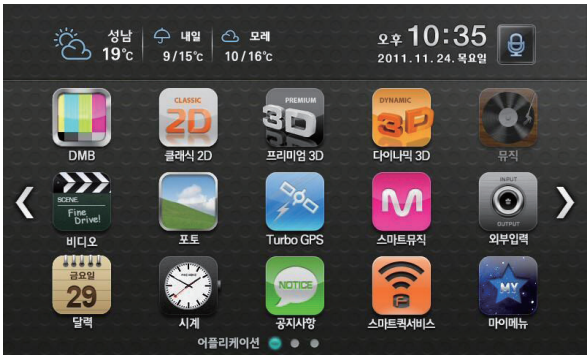 성남 내일 모레
19°c 9/15°c 10/16°c
오후 10:35
2011. 11. 24. 목요일
CLASSIC
2D
PREMIUM
3D
DYNAMIC
3D
DMB 클래식 2D 프리미엄 3D 다이나믹 3D 뮤직
SCENE.
Fine
Drive!
M
INPUT
OUTPUT
비디오 포토 Turbo GPS 스마트뮤직 외부입력
금요일
29
NOTICE
MY
달력 시계 공지사항 스마트퀵서비스 마이메뉴
어플리케이션